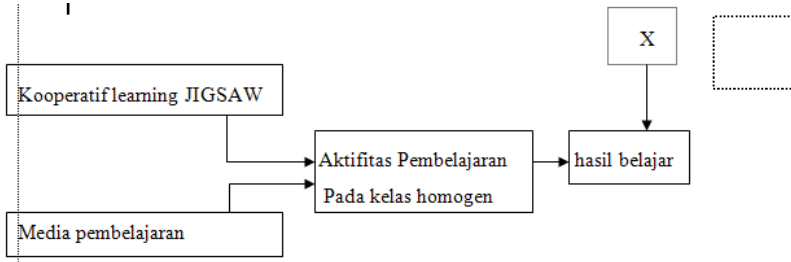 X
Kooperatif learning JIGSAW
Aktifitas Pembelajaran
Pada kelas homogen
hasil belajar
Media pembelajaran